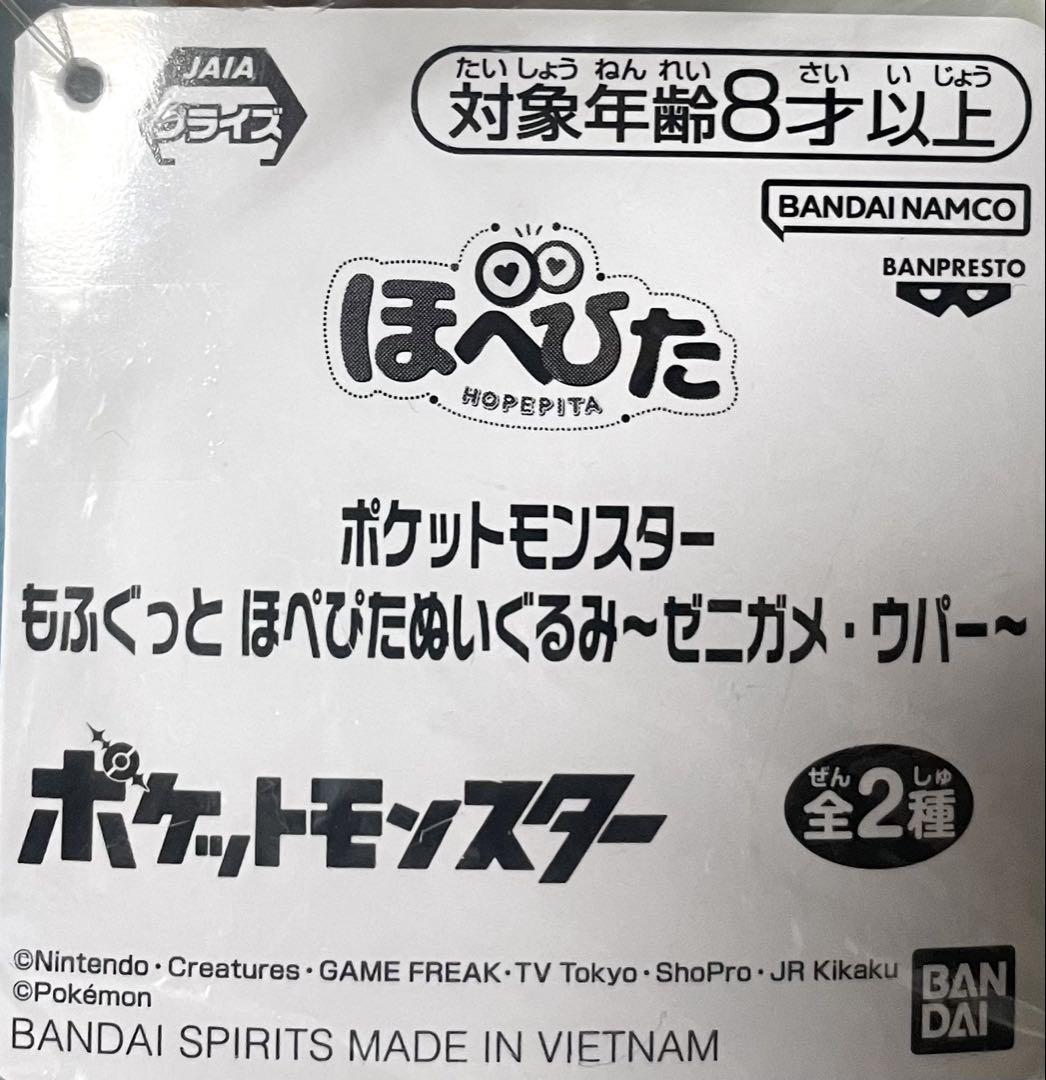 JAIA
プライズ
たいしょうねんれい さいいじょう
対象年齢8才以上
BANDAI NAMCO
BANPRESTO
ほぺぴた
HOPEPITA
ポケットモンスター
もふぐっと ほぺぴたぬいぐるみ～ゼニガメ・ウパー～
ポケットモンスター
ぜん しゅ
全2種
©Nintendo・Creatures・GAME FREAK・TV Tokyo・ShoPro・JR Kikaku
©Pokémon
BANDAI SPIRITS MADE IN VIETNAM
BAN
DAI